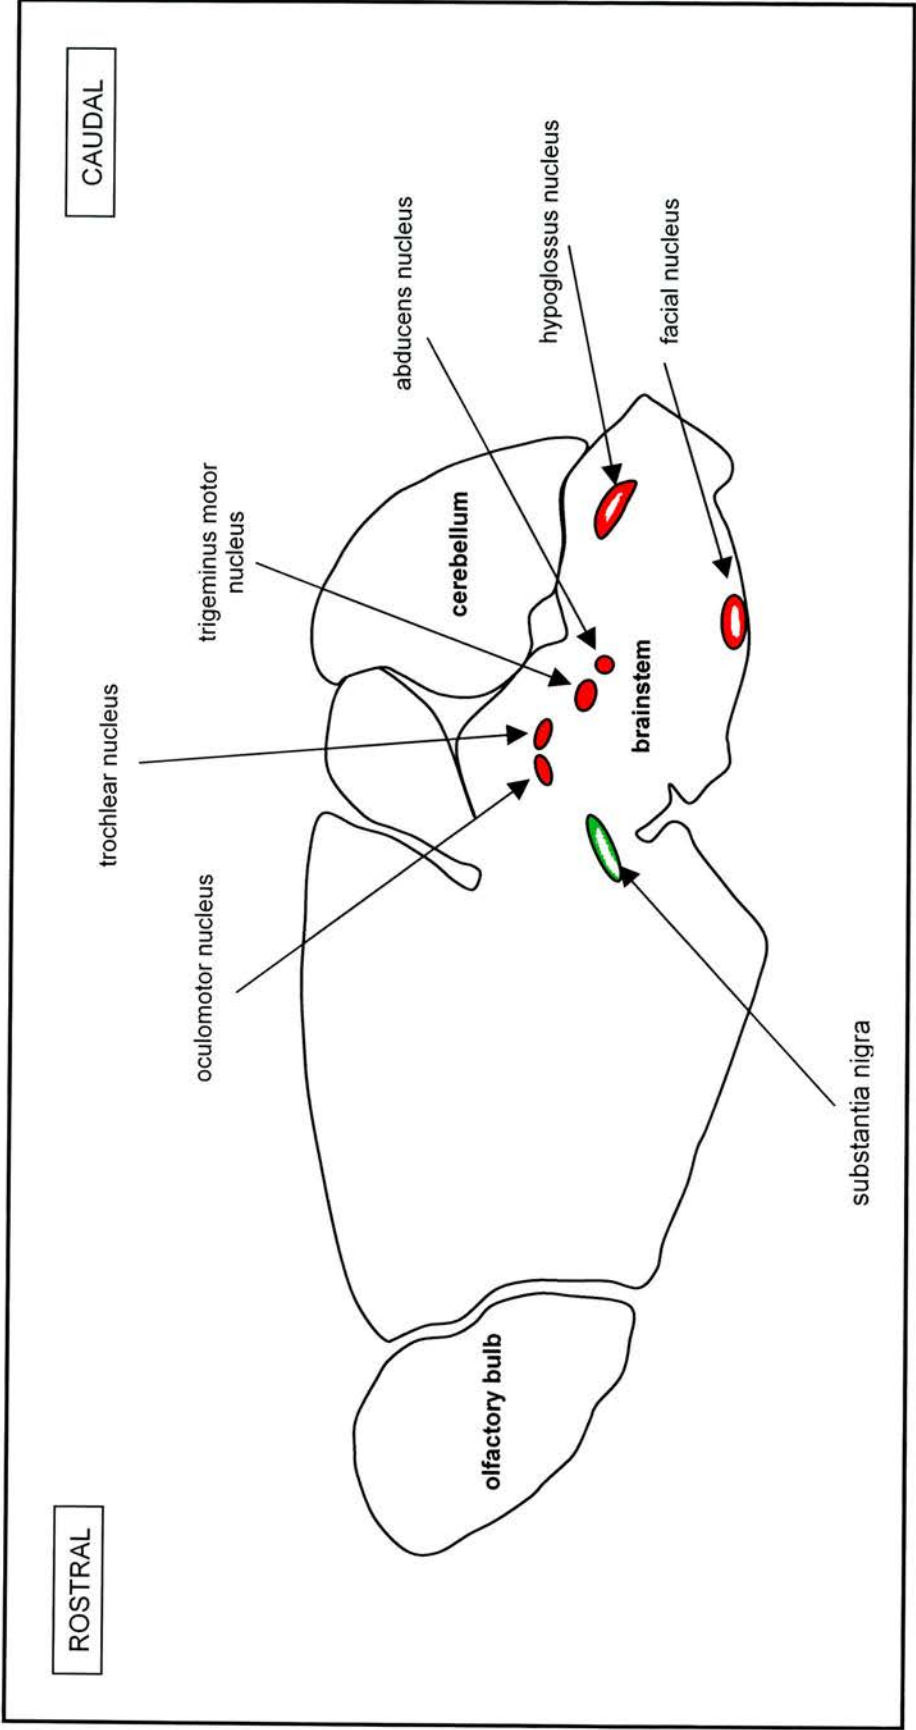 ROSTRAL
CAUDAL
trochlear nucleus
oculomotor nucleus
trigeminus motor
nucleus
abducens nucleus
hypoglossus nucleus
facial nucleus
cerebellum
olfactory bulb
brainstem
substantia nigra